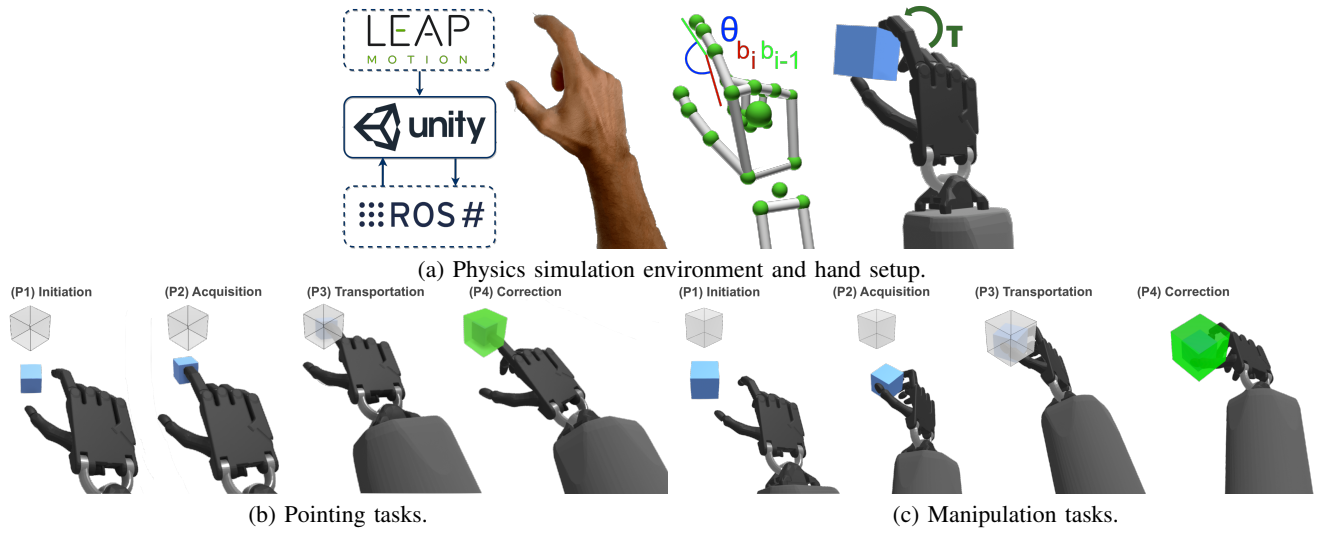 LEAP
MOTION
unity
ROS #
θ
b i b i-1
T
(a) Physics simulation environment and hand setup.
(P1) Initiation
(P2) Acquisition
(P3) Transportation
(P4) Correction
(P1) Initiation
(P2) Acquisition
(P3) Transportation
(P4) Correction
(b) Pointing tasks.
(c) Manipulation tasks.